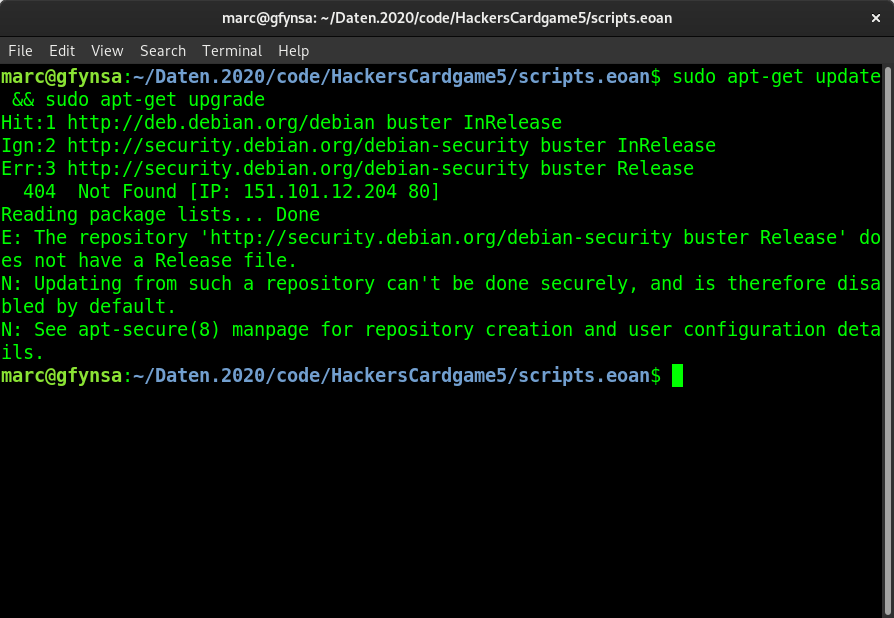 marc@gfynsa: ~/Daten.2020/code/HackersCardgame5/scripts.eoan
File Edit View Search Terminal Help
marc@gfynsa:~/Daten.2020/code/HackersCardgame5/scripts.eoan$ sudo apt-get update
 && sudo apt-get upgrade
Hit:1 http://deb.debian.org/debian buster InRelease
Ign:2 http://security.debian.org/debian-security buster InRelease
Err:3 http://security.debian.org/debian-security buster Release
  404  Not Found [IP: 151.101.12.204 80]
Reading package lists... Done
E: The repository 'http://security.debian.org/debian-security buster Release' do
es not have a Release file.
N: Updating from such a repository can't be done securely, and is therefore disa
bled by default.
N: See apt-secure(8) manpage for repository creation and user configuration deta
ils.
marc@gfynsa:~/Daten.2020/code/HackersCardgame5/scripts.eoan$